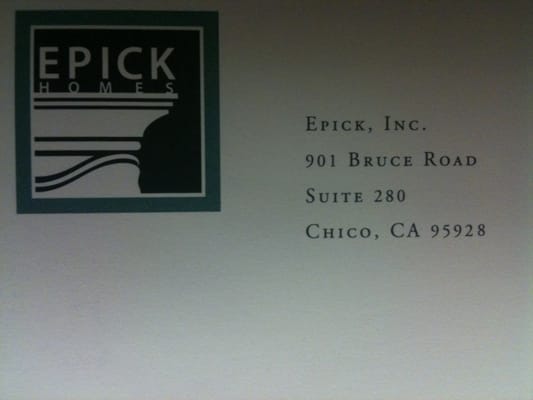 EPICK
HOMES
EPICK, INC.
901 BRUCE ROAD
SUITE 280
CHICO, CA 95928